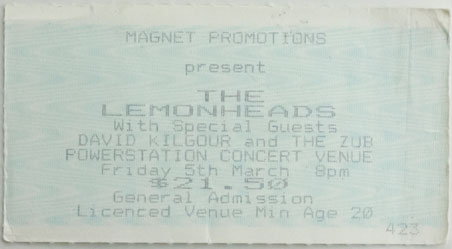 MAGNET PROMOTIONS
present
THE
LEMONHEADS
With Special Guests
DAVID KILGOUR and THE ZUB
POWERSTATION CONCERT VENUE
Friday 5th March 8pm
$21.50
General Admission
Licenced Venue Min Age 20
423